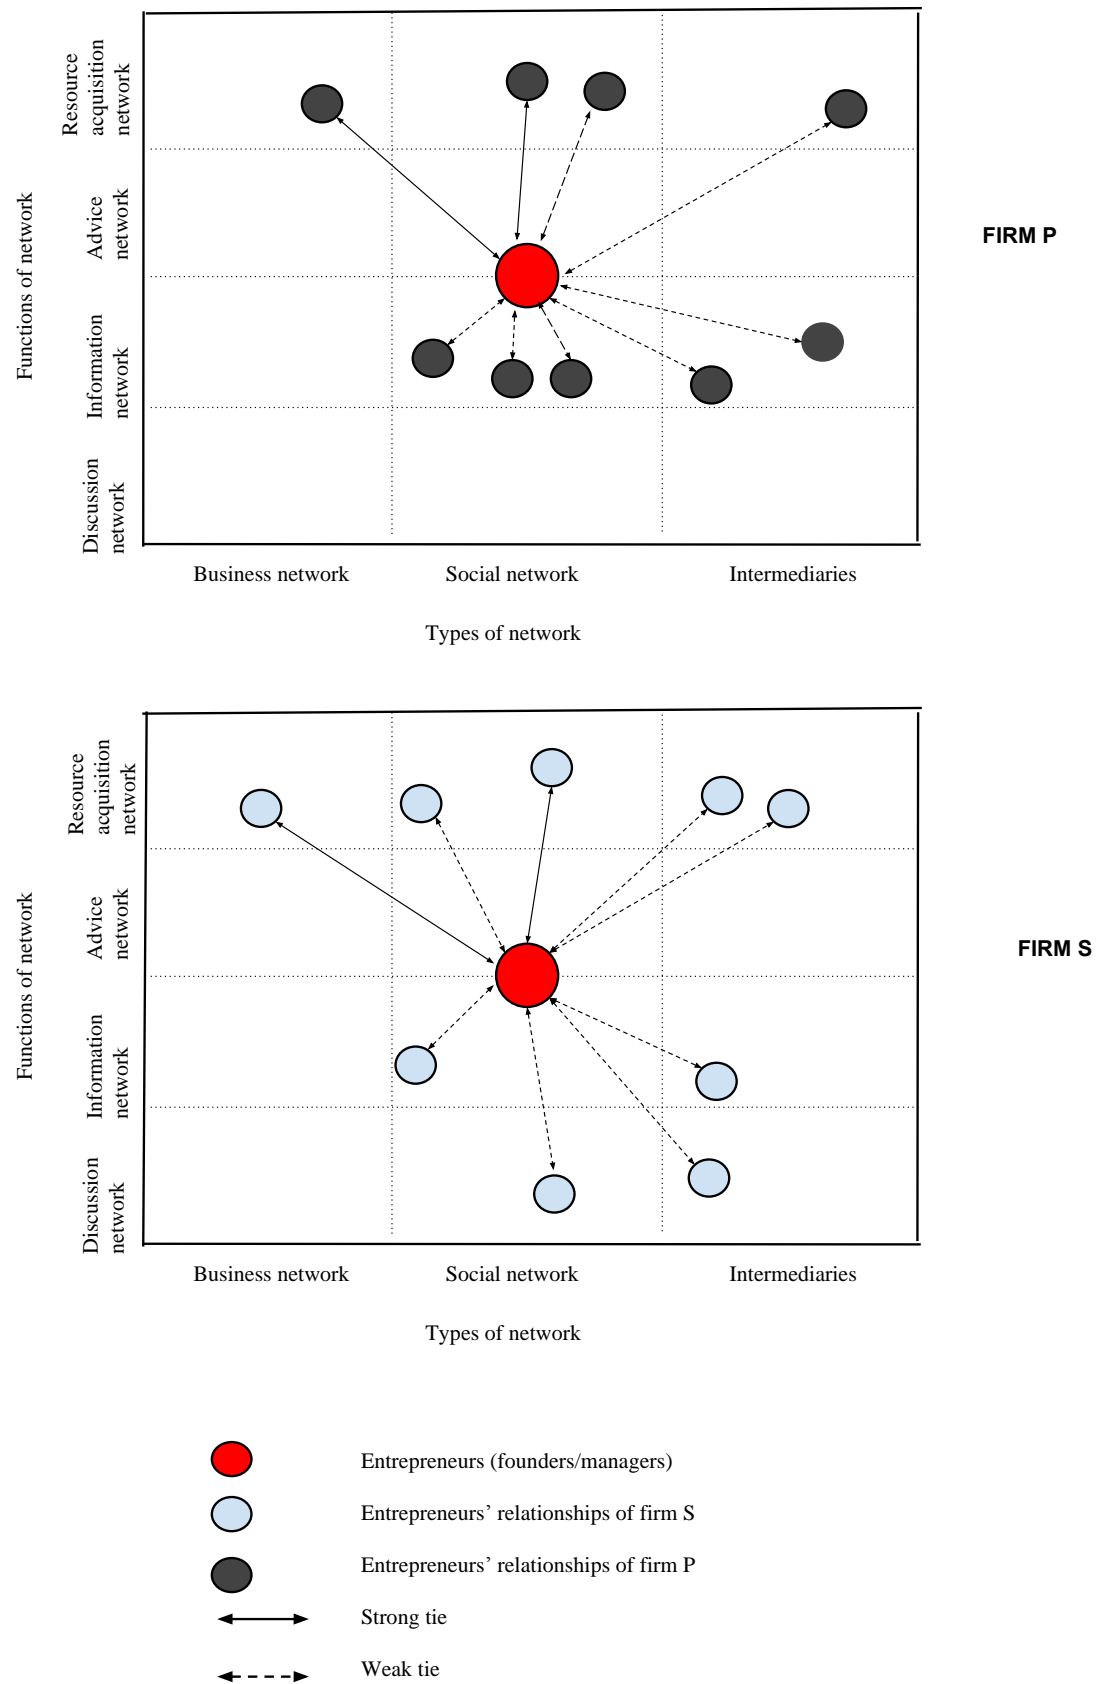 Functions of network
Resource
acquisition
network
Advice
network
Information
network
Discussion
network
FIRM P
Business network
Social network
Intermediaries
Types of network
Functions of network
Resource
acquisition
network
Advice
network
Information
network
Discussion
network
FIRM S
Business network
Social network
Intermediaries
Types of network
Entrepreneurs (founders/managers)
Entrepreneurs’ relationships of firm S
Entrepreneurs’ relationships of firm P
Strong tie
Weak tie